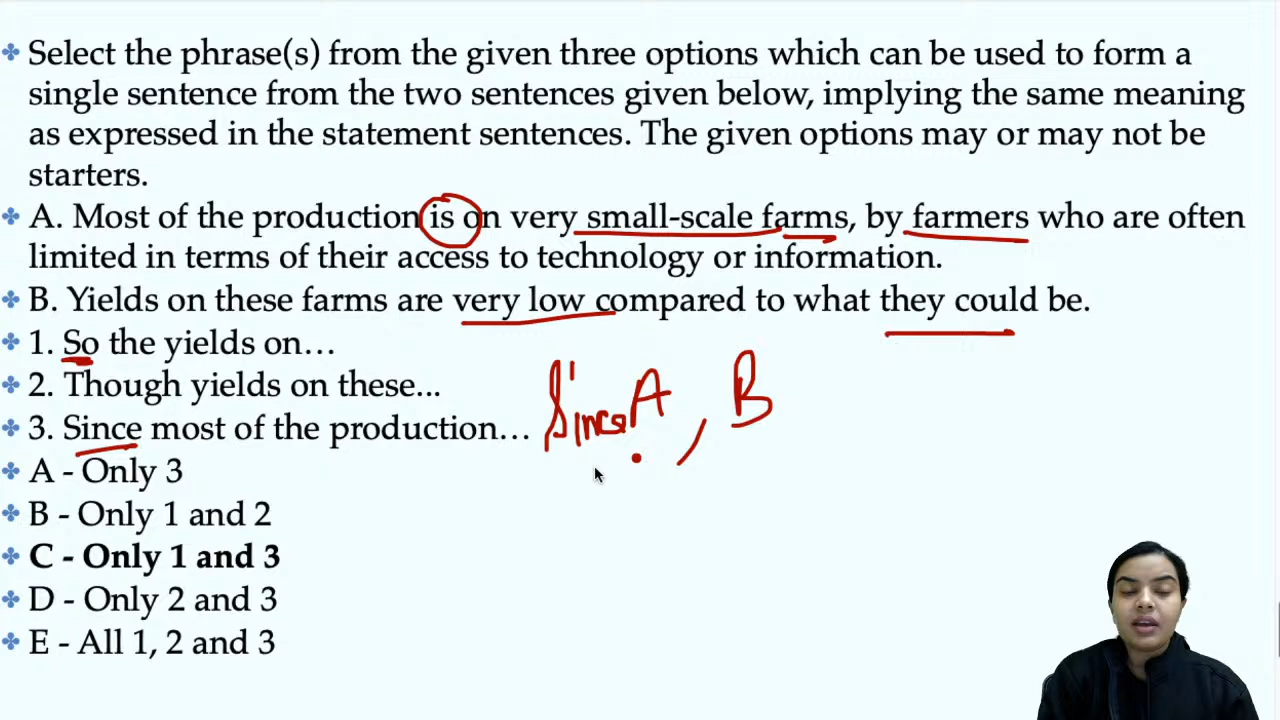 Select the phrase(s) from the given three options which can be used to form a
single sentence from the two sentences given below, implying the same meaning
as expressed in the statement sentences. The given options may or may not be
starters.
A. Most of the production is on very small-scale farms, by farmers who are often
limited in terms of their access to technology or information.
B. Yields on these farms are very low compared to what they could be.
1. So the yields on...
2. Though yields on these...
3. Since most of the production...
Since A , B
A - Only 3
B - Only 1 and 2
C - Only 1 and 3
D - Only 2 and 3
E - All 1, 2 and 3